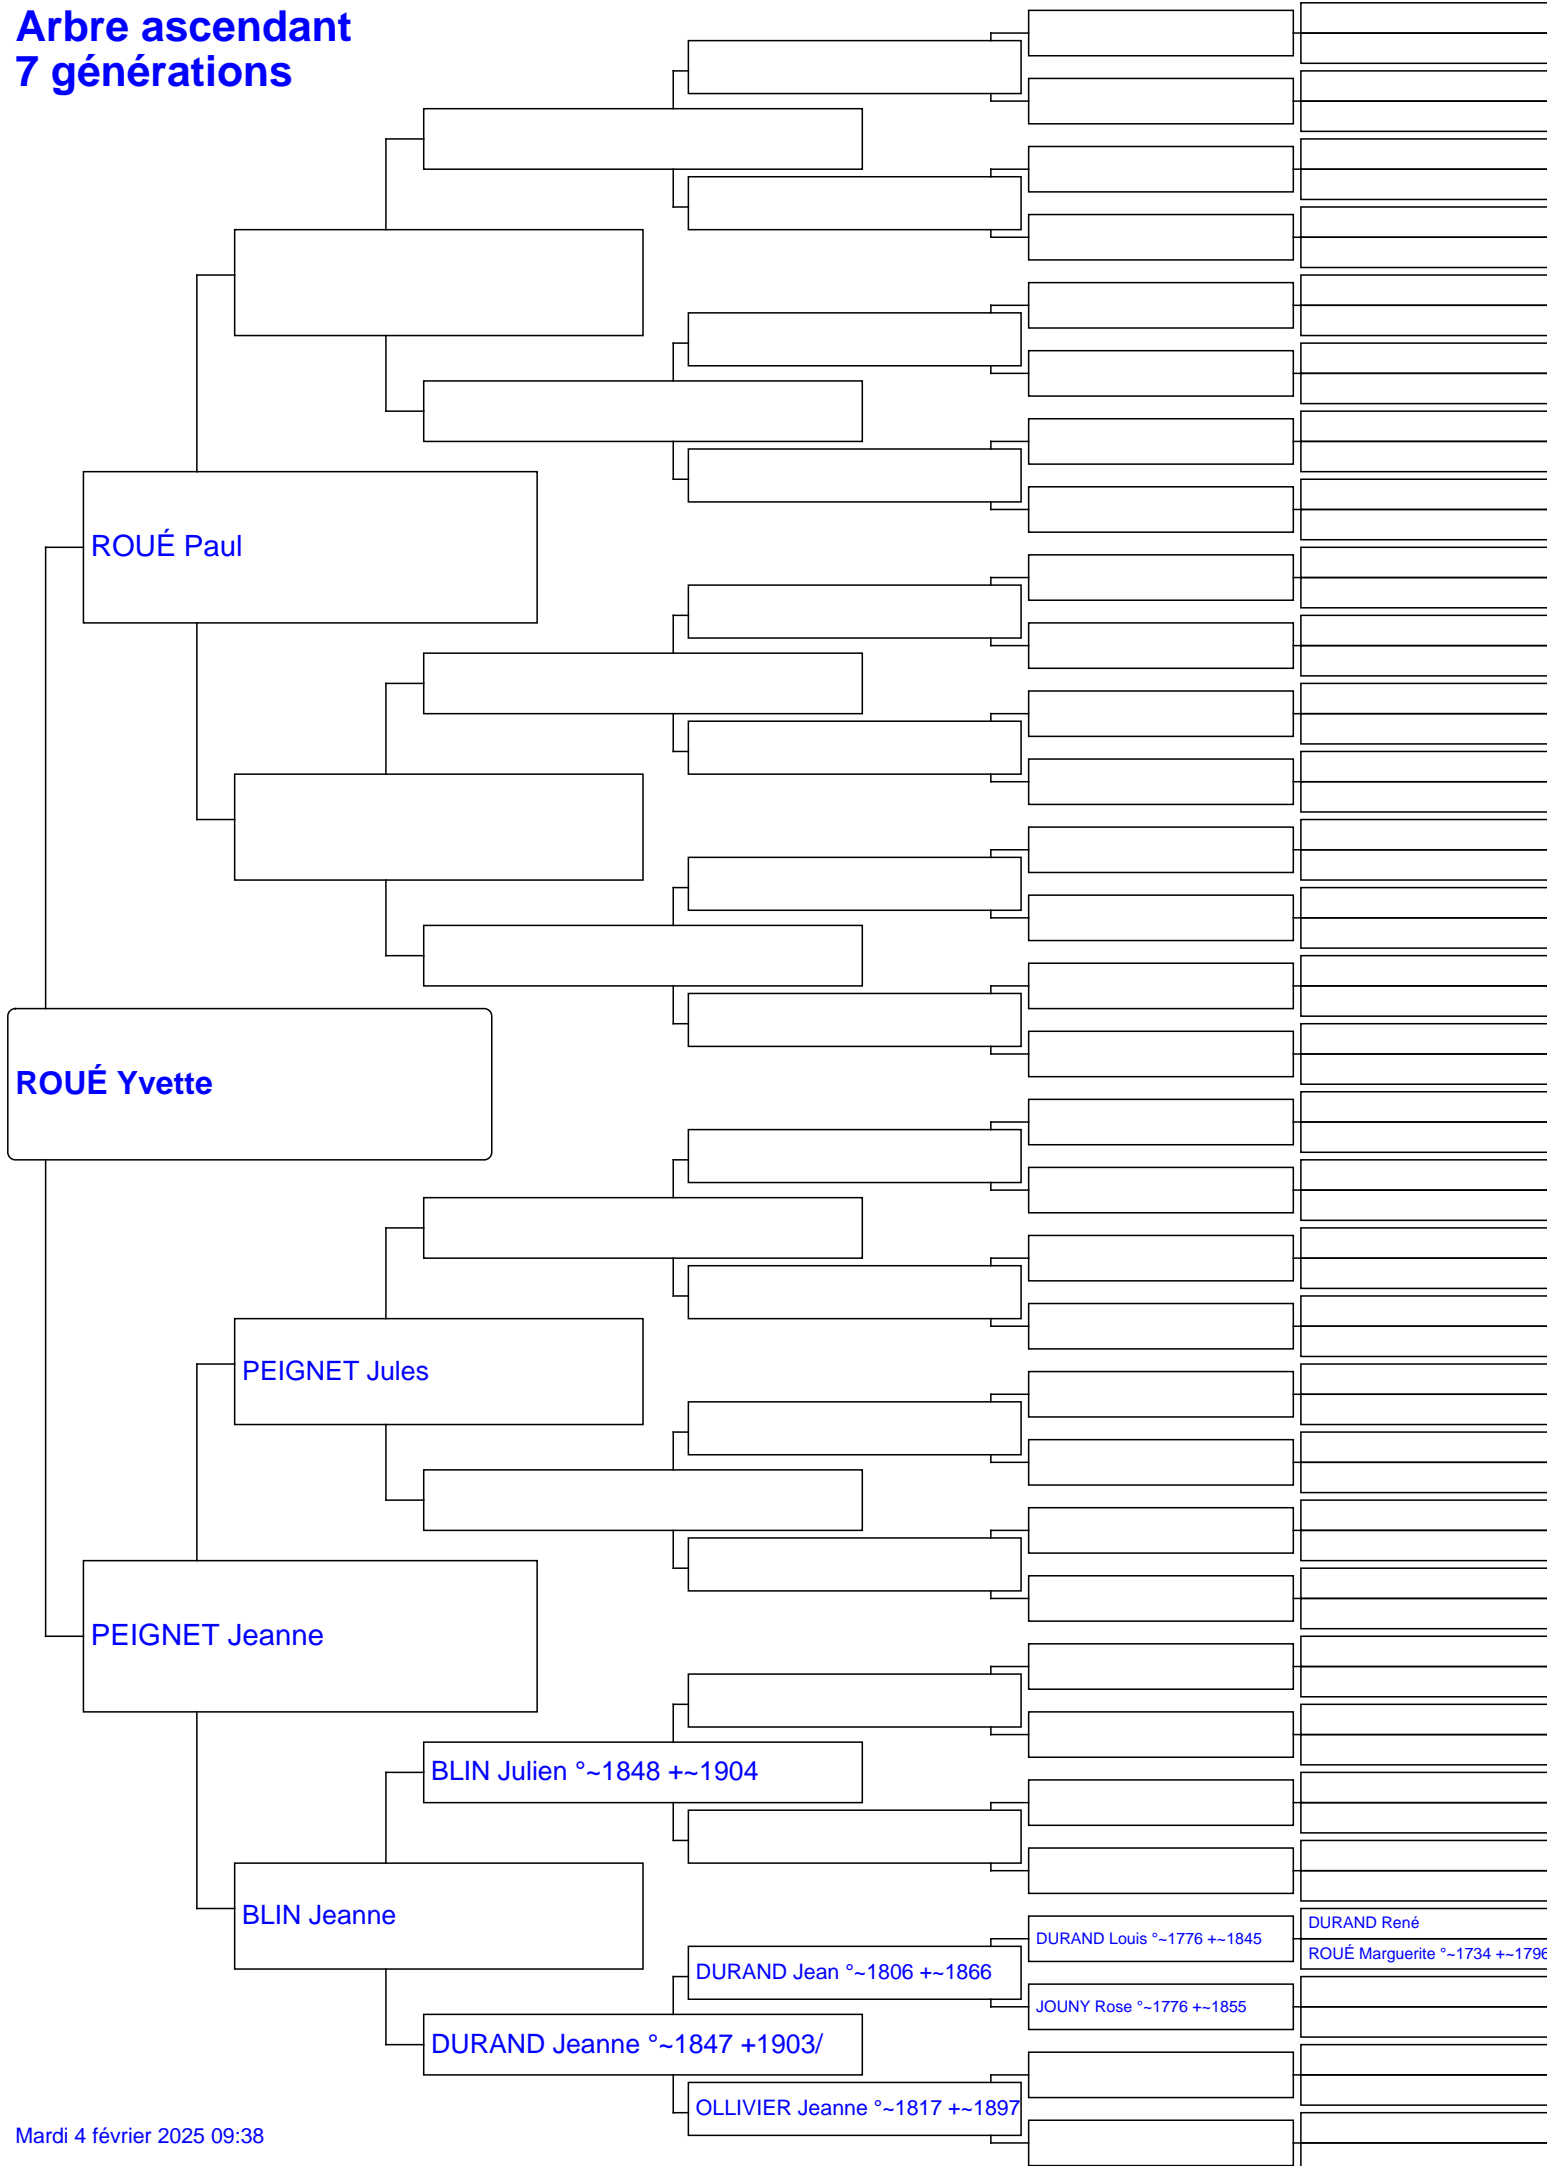 Arbre ascendant
7 générations
ROUÉ Paul
ROUÉ Yvette
PEIGNET Jules
PEIGNET Jeanne
BLIN Julien °~1848 +~1904
BLIN Jeanne
DURAND Louis °~1776 +~1845
DURAND René
ROUÉ Marguerite °~1734 +~1796
DURAND Jean °~1806 +~1866
JOUNY Rose °~1776 +~1855
DURAND Jeanne °~1847 +1903/
OLLIVIER Jeanne °~1817 +~1897
Mardi 4 février 2025 09:38